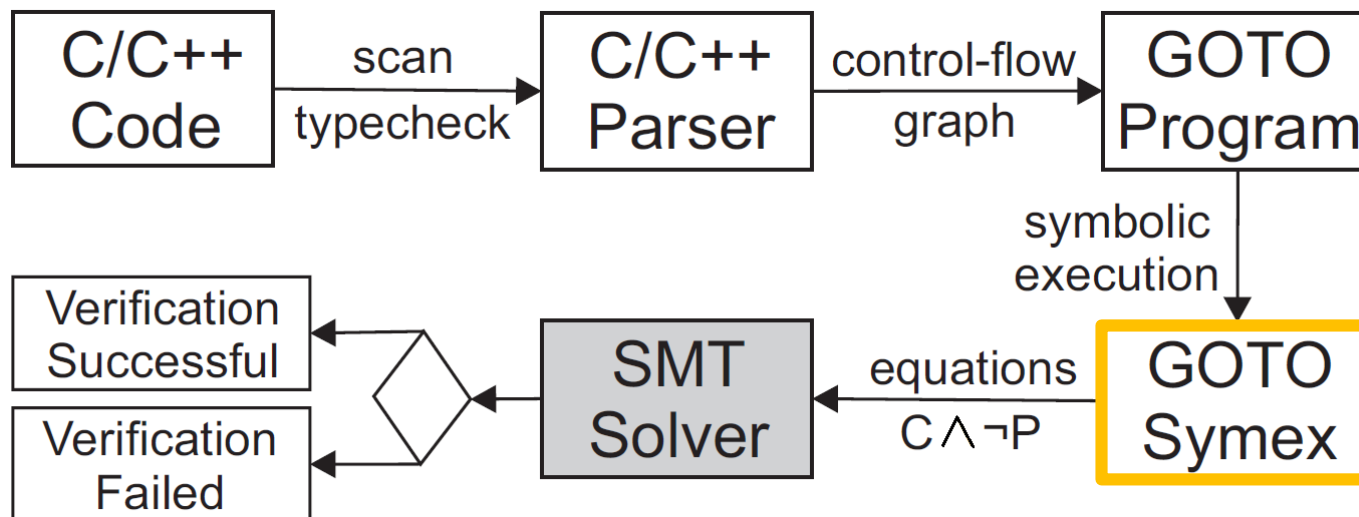 C/C++
Code
scan
typecheck
C/C++
Parser
control-flow
graph
GOTO
Program
symbolic
execution
GOTO
Symex
equations
C∧¬P
SMT
Solver
Verification
Successful
Verification
Failed